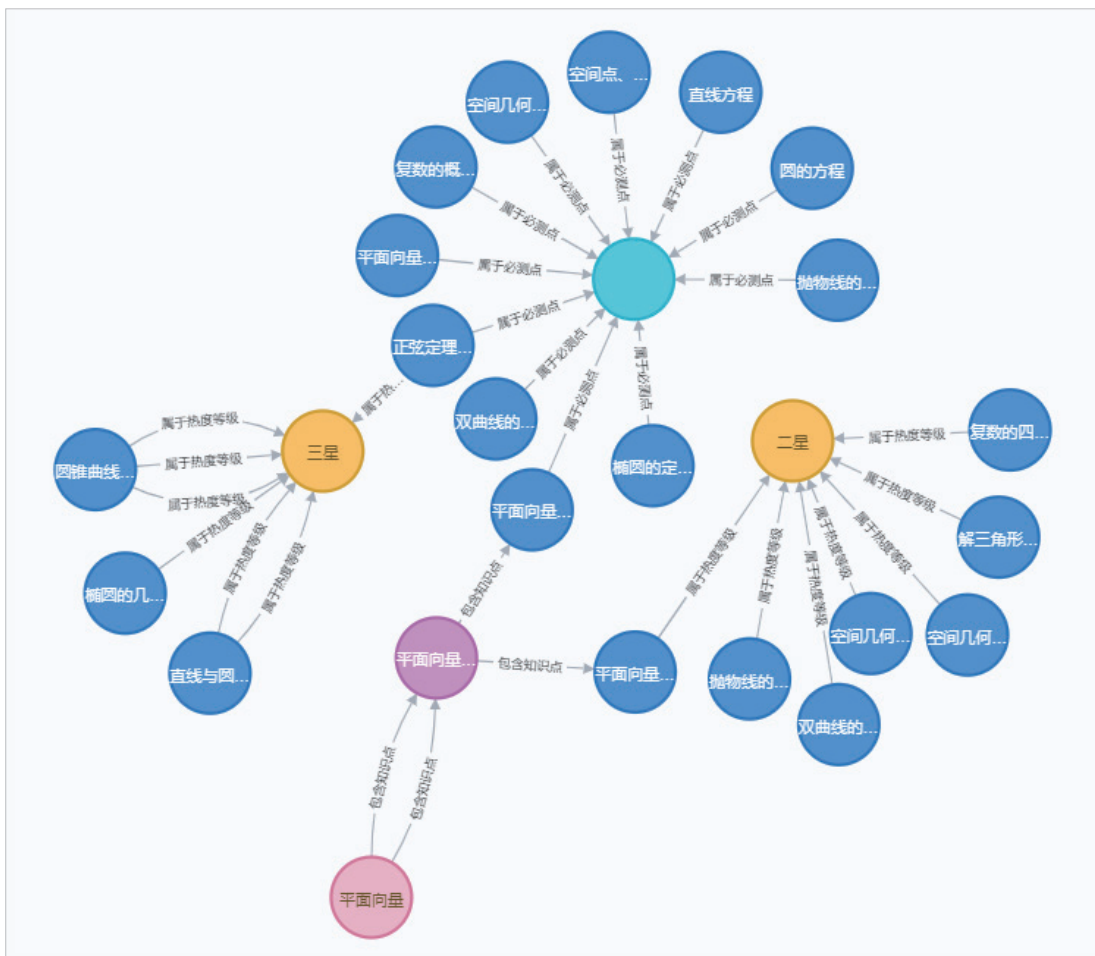 空间点、...
直线方程
空间几何...
圆的方程
复数的概...
平面向量...
抛物线的...
正弦定理...
双曲线的...
椭圆的定...
平面向量...
属于必测点
属于必测点
属于必测点
属于必测点
属于必测点
属于必测点
属于必测点
属于必测点
属于必测点
属于必测点
属于必测点
属于热...
三星
圆锥曲线...
椭圆的几...
直线与圆...
属于热度等级
属于热度等级
属于热度等级
属于热度等级
属于热度等级
属于热度等级
二星
复数的四...
解三角形...
空间几何...
空间几何...
双曲线的...
抛物线的...
平面向量...
属于热度等级
属于热度等级
属于热度等级
属于热度等级
属于热度等级
属于热度等级
属于热度等级
包含知识点
平面向量...
包含知识点
包含知识点
包含知识点
平面向量